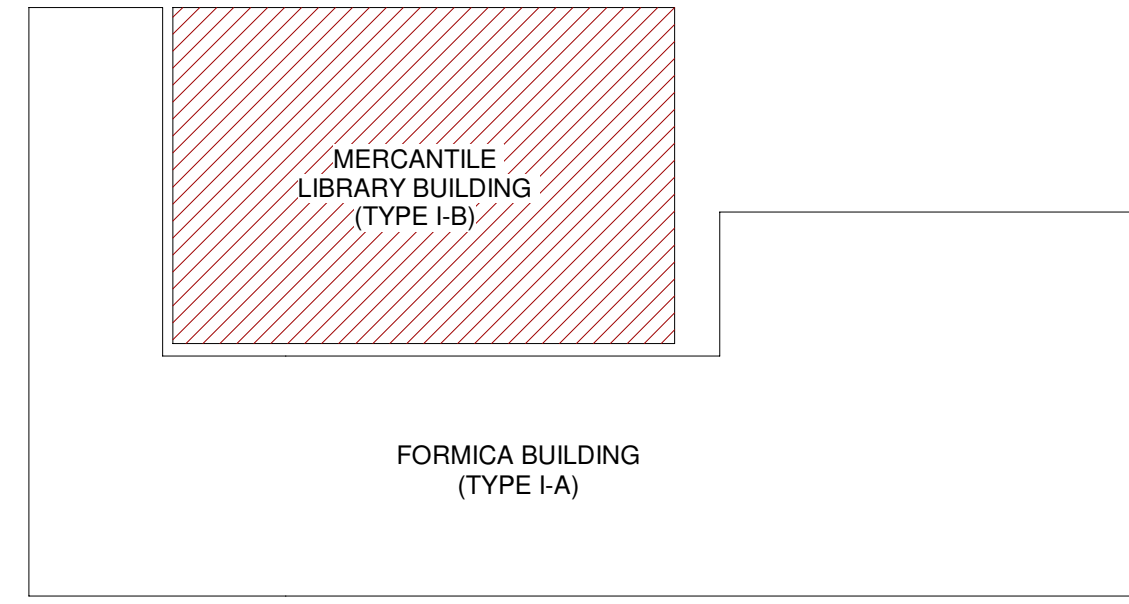 MERCANTILE
LIBRARY BUILDING
(TYPE I-B)
FORMICA BUILDING
(TYPE I-A)